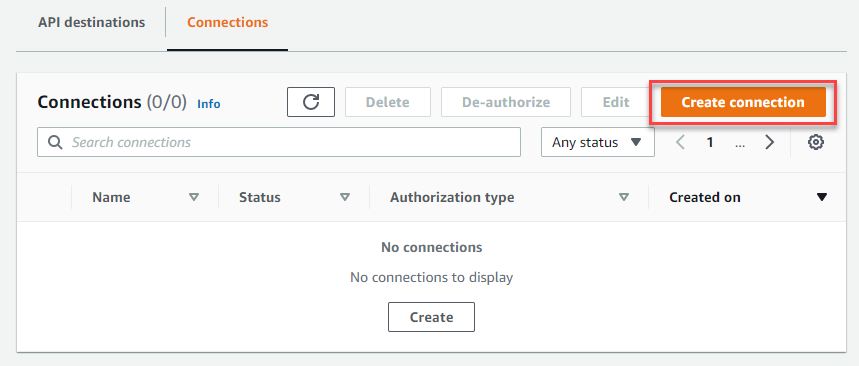 API destinations Connections
Connections (0/0) Info Delete De-authorize Edit Create connection
Search connections Any status 1 ...
Name Status Authorization type Created on
No connections
No connections to display
Create